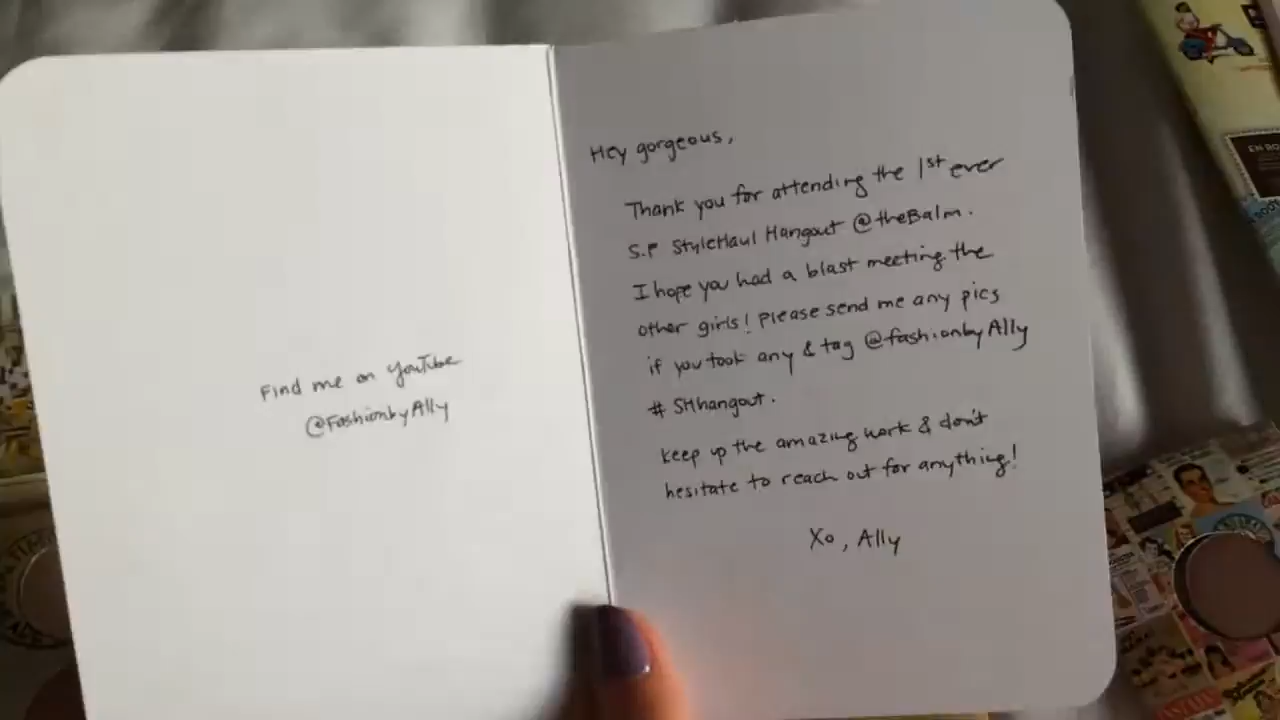 Find me on YouTube
@FashionbyAlly
Hey gorgeous,
Thank you for attending the 1st ever
S.F StyleHaul Hangout @theBalm.
I hope you had a blast meeting the
other girls! Please send me any pics
if you took any & tag @fashionbyAlly
# SHhangout.
Keep up the amazing work & don't
hesitate to reach out for anything!
Xo, Ally